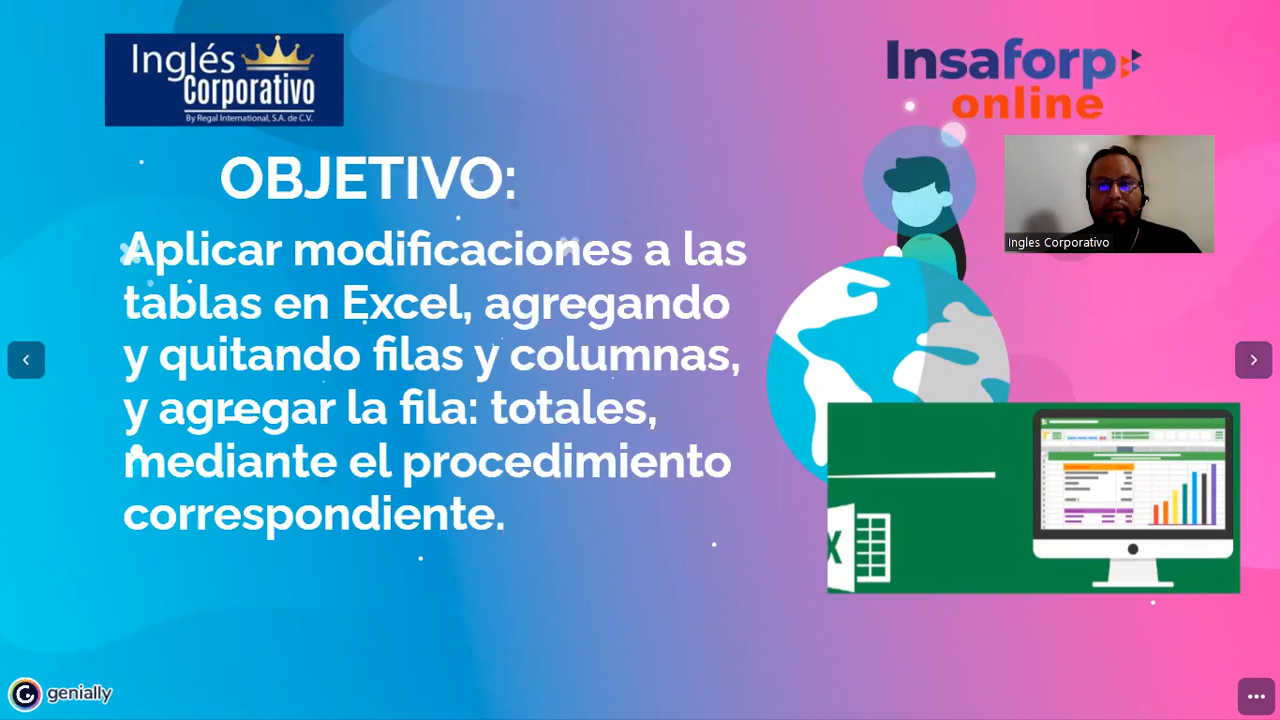 Inglés
Corporativo
By Regal International, S.A. de C.V.
Insaforp
online
OBJETIVO:
Aplicar modificaciones a las
tablas en Excel, agregando
y quitando filas y columnas,
y agregar la fila: totales,
mediante el procedimiento
correspondiente.
Ingles Corporativo
X
genially